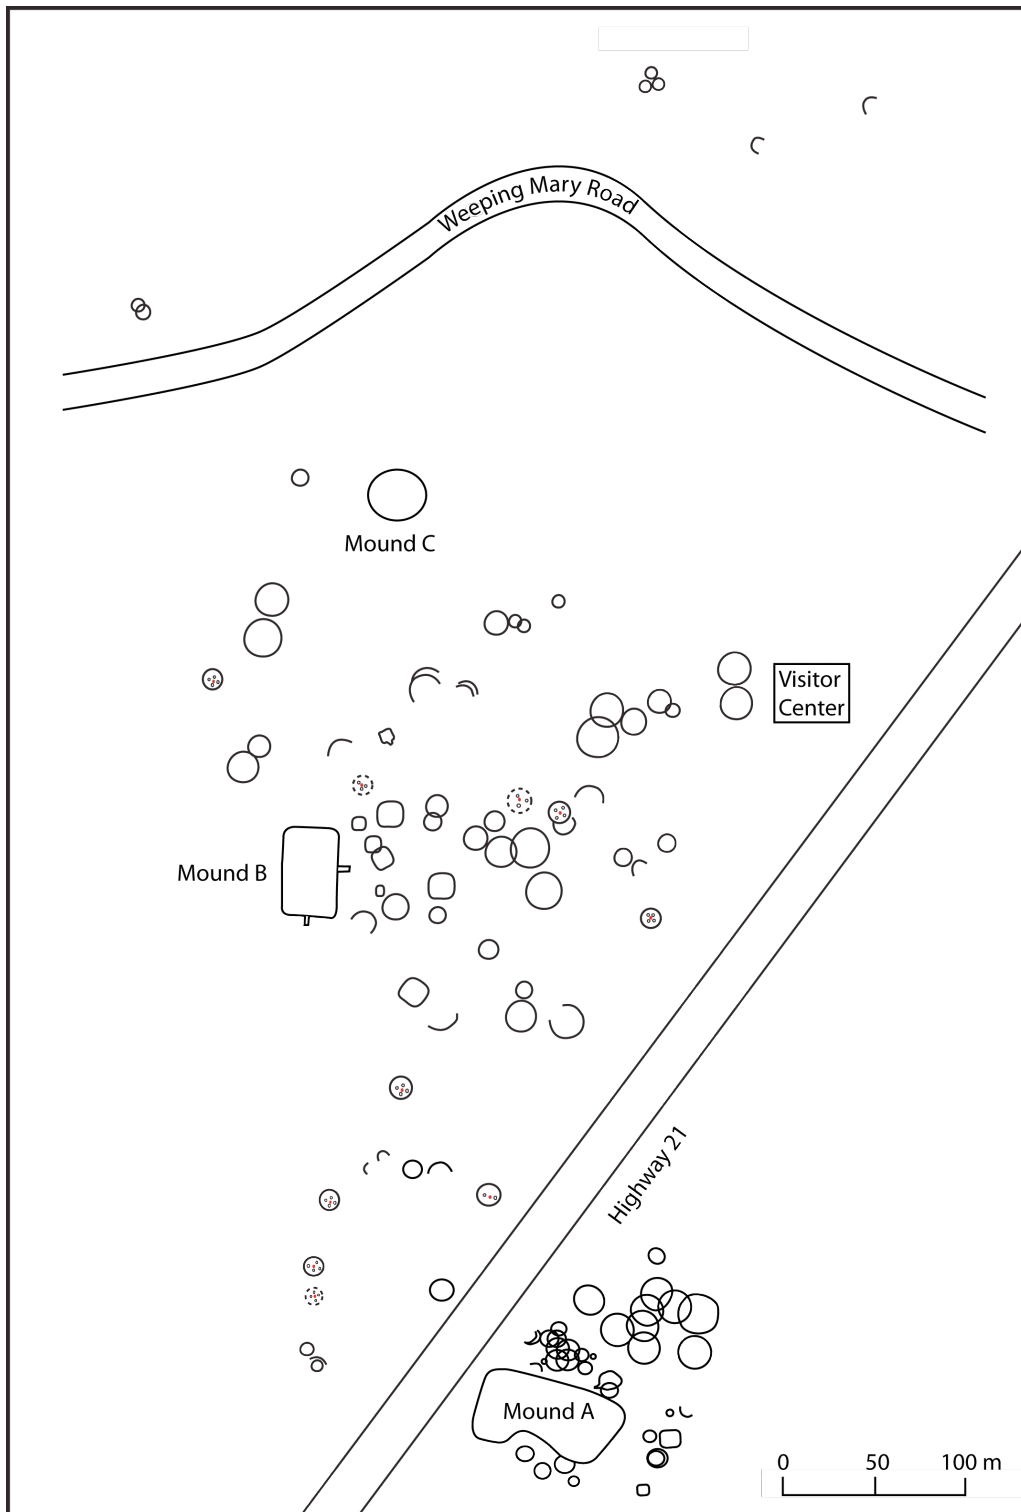 Weeping Mary Road
Mound C
Visitor
Center
Mound B
Highway 21
Mound A
0 50 100 m